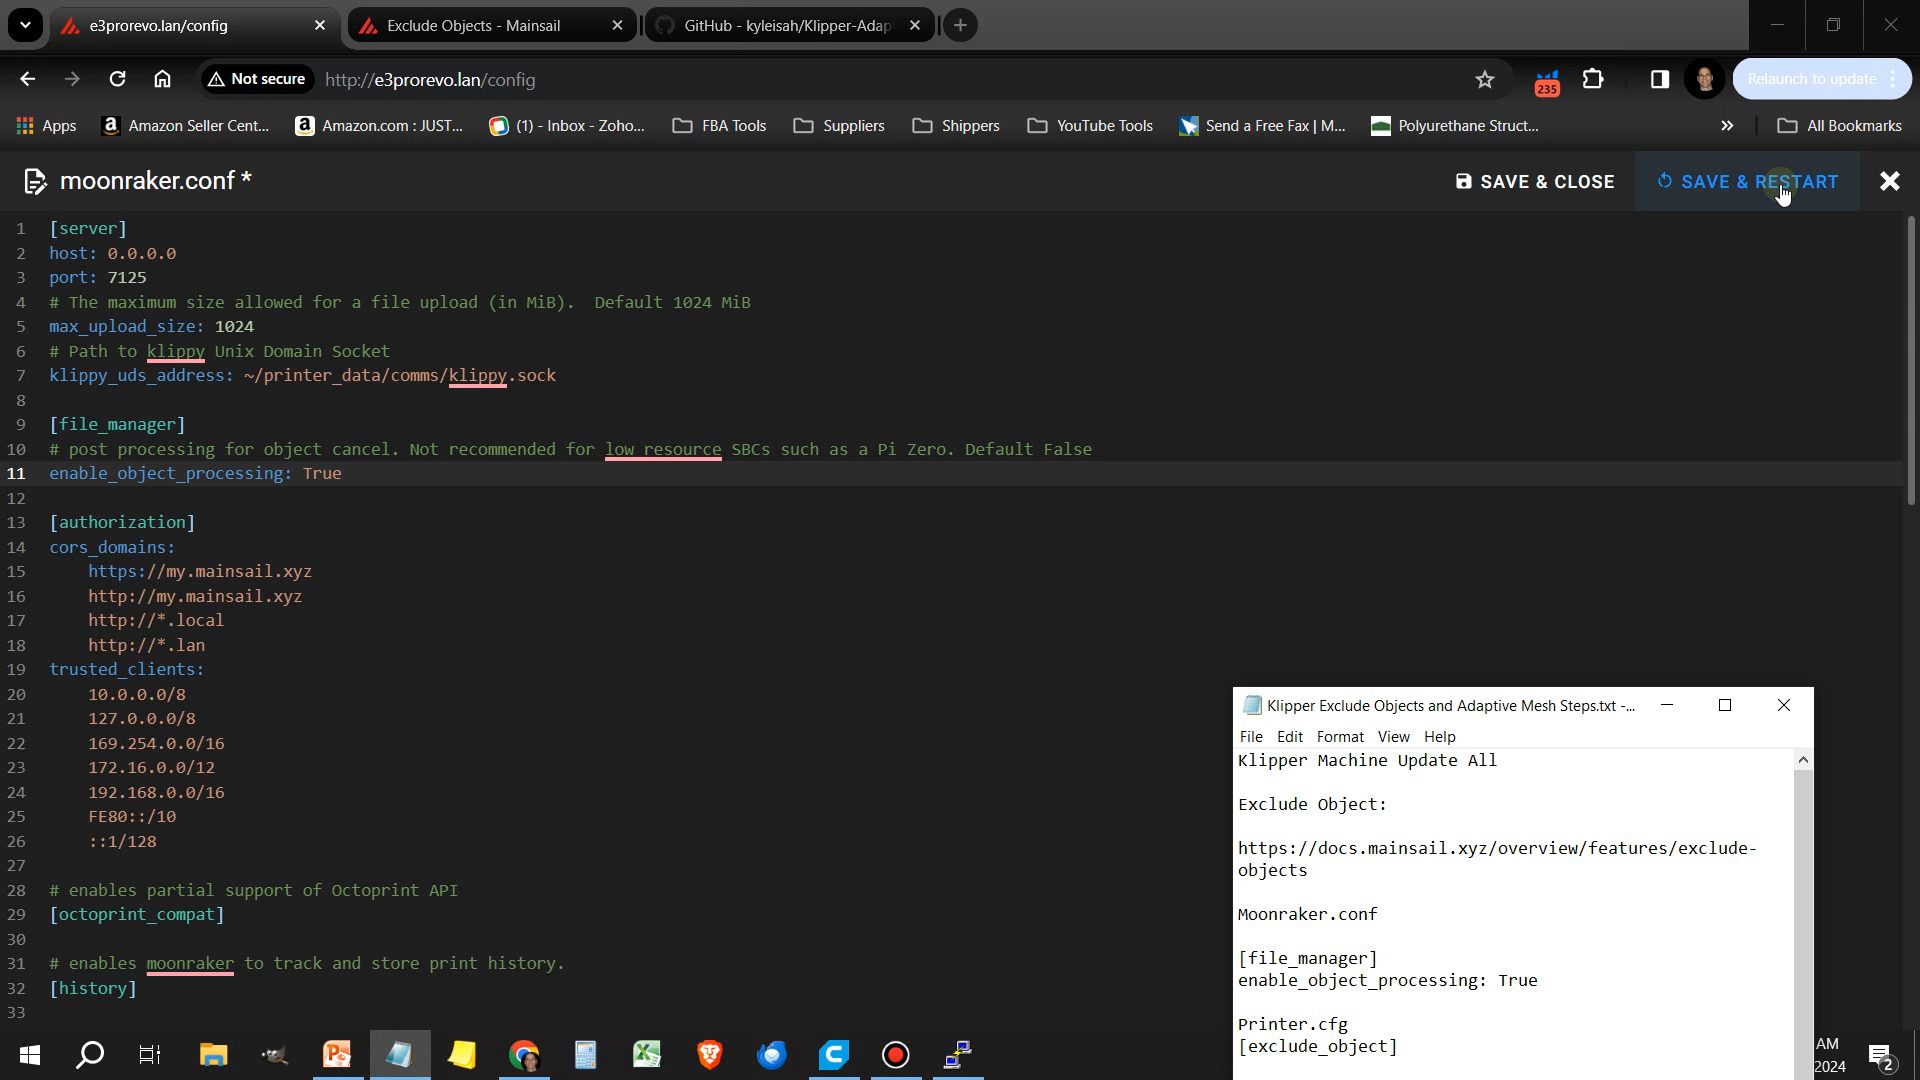 e3prorevo.lan/config
Exclude Objects - Mainsail
GitHub - kyleisah/Klipper-Adap
Not secure
http://e3prorevo.lan/config
235
Relaunch to update
Apps
Amazon Seller Cent...
Amazon.com : JUST...
(1) - Inbox - Zoho...
FBA Tools
Suppliers
Shippers
YouTube Tools
Send a Free Fax | M...
Polyurethane Struct...
All Bookmarks
moonraker.conf *
SAVE & CLOSE
SAVE & RESTART
1 [server]
2 host: 0.0.0.0
3 port: 7125
4 # The maximum size allowed for a file upload (in MiB).  Default 1024 MiB
5 max_upload_size: 1024
6 # Path to klippy Unix Domain Socket
7 klippy_uds_address: ~/printer_data/comms/klippy.sock
8
9 [file_manager]
10 # post processing for object cancel. Not recommended for low resource SBCs such as a Pi Zero. Default False
11 enable_object_processing: True
12
13 [authorization]
14 cors_domains:
15 https://my.mainsail.xyz
16 http://my.mainsail.xyz
17 http://*.local
18 http://*.lan
19 trusted_clients:
20 10.0.0.0/8
21 127.0.0.0/8
22 169.254.0.0/16
23 172.16.0.0/12
24 192.168.0.0/16
25 FE80::/10
26 ::1/128
27
28 # enables partial support of Octoprint API
29 [octoprint_compat]
30
31 # enables moonraker to track and store print history.
32 [history]
33
Klipper Exclude Objects and Adaptive Mesh Steps.txt -...
File Edit Format View Help
Klipper Machine Update All
Exclude Object:
https://docs.mainsail.xyz/overview/features/exclude-
objects
Moonraker.conf
[file_manager]
enable_object_processing: True
Printer.cfg
[exclude_object]
AM
2024
2